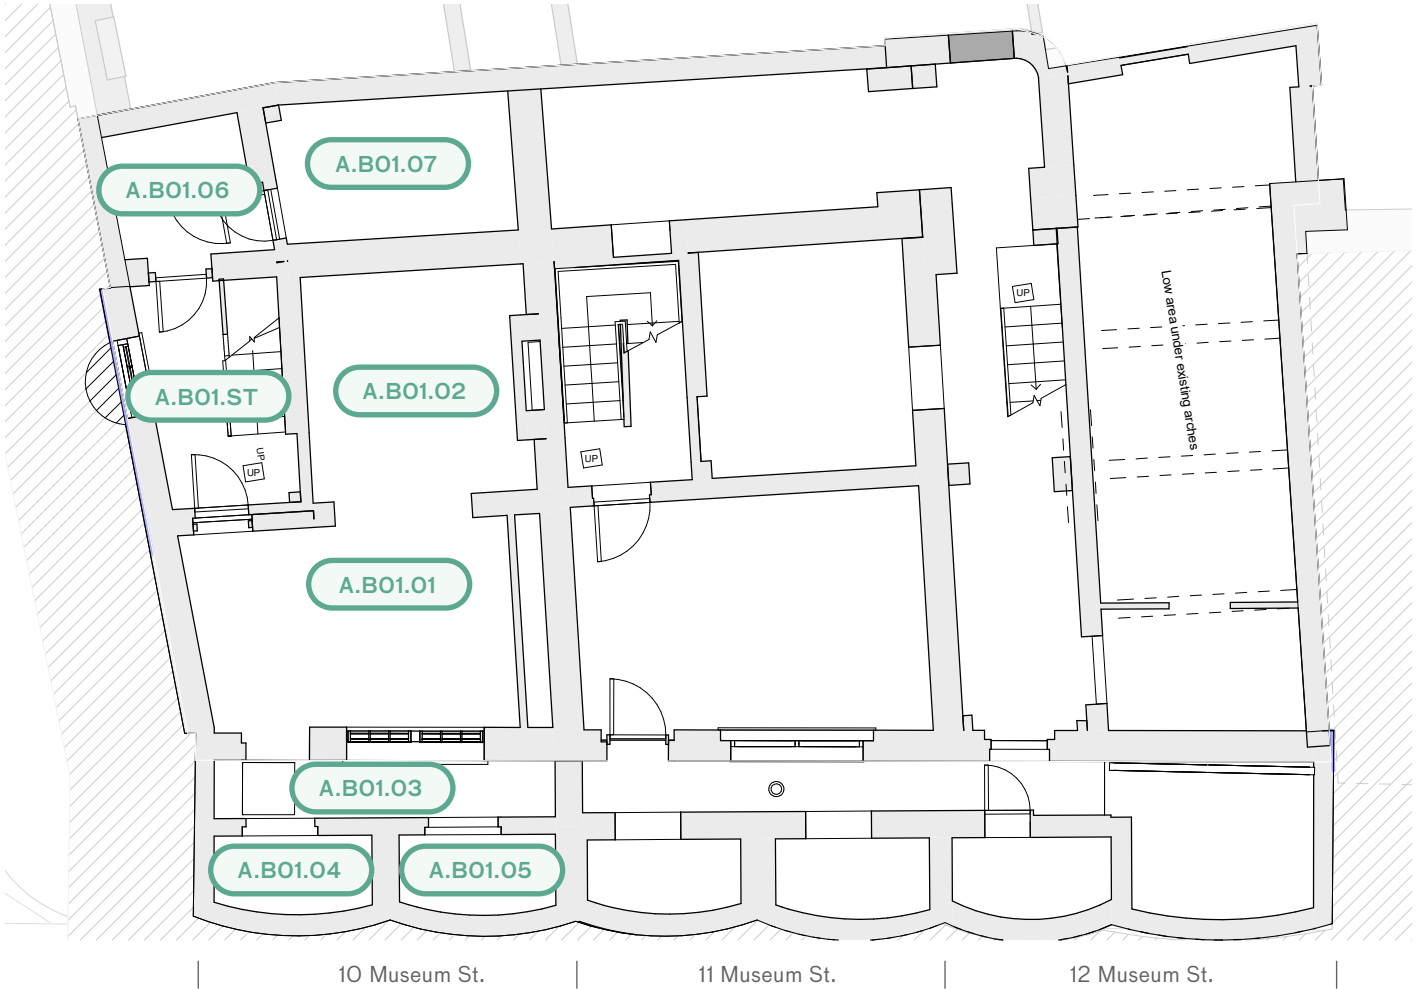 A.B01.07
A.B01.06
UP
Low area under existing arches
A.B01.ST
A.B01.02
UP
UP
UP
A.B01.01
A.B01.03
A.B01.04
A.B01.05
10 Museum St.
11 Museum St.
12 Museum St.